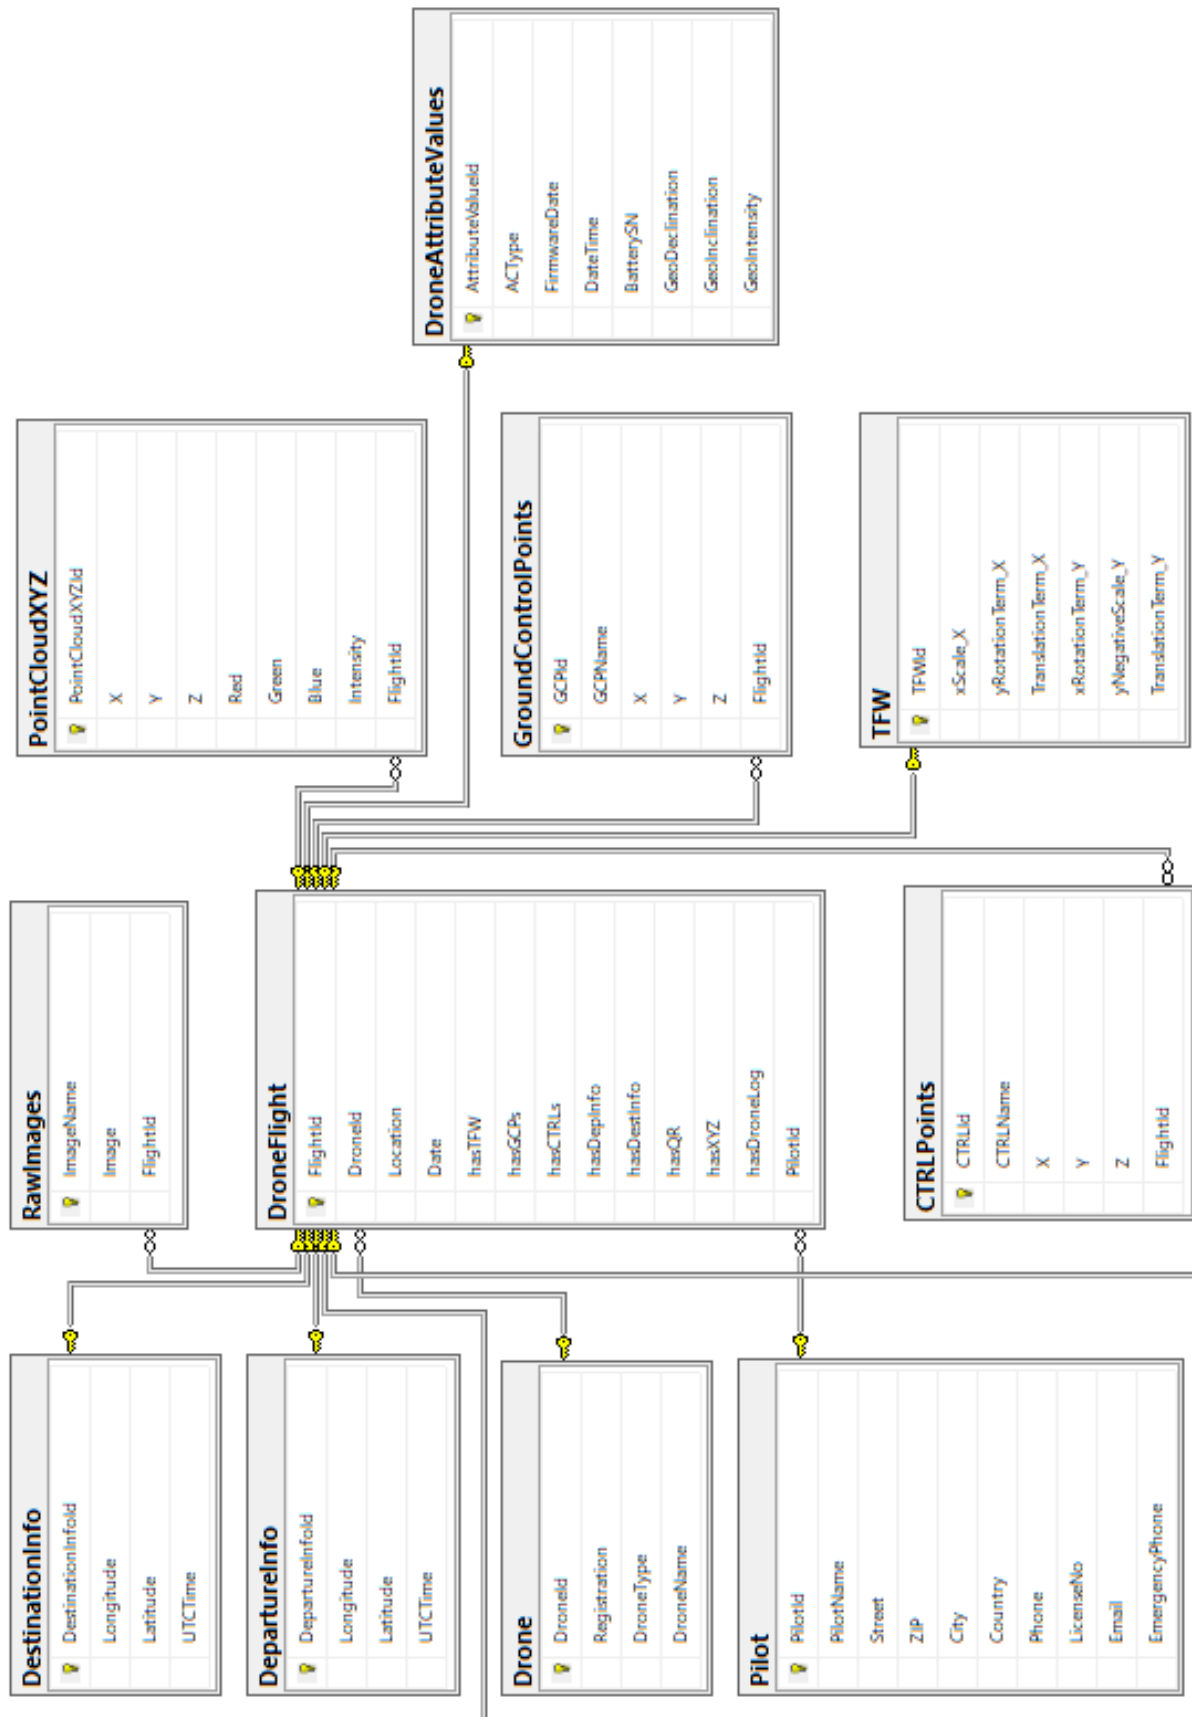 DestinationInfo
DestinationInfoId
Longitude
Latitude
UTCTime
DepartureInfo
DepartureInfoId
Longitude
Latitude
UTCTime
Drone
DroneId
Registration
DroneType
DroneName
Pilot
PilotId
PilotName
Street
ZIP
City
Country
Phone
LicenseNo
Email
EmergencyPhone
RawImages
ImageName
Image
FlightId
DroneFlight
FlightId
DroneId
Location
Date
hasTFW
hasGCPs
hasCTRLs
hasDepInfo
hasDestInfo
hasQR
hasXYZ
hasDroneLog
PilotId
CTRLPoints
CTRLId
CTRLName
X
Y
Z
FlightId
PointCloudXYZ
PointCloudXYZId
X
Y
Z
Red
Green
Blue
Intensity
FlightId
GroundControlPoints
GCPId
GCPName
X
Y
Z
FlightId
TFW
TFWId
xScale_X
yRotationTerm_X
TranslationTerm_X
xRotationTerm_Y
yNegativeScale_Y
TranslationTerm_Y
DroneAttributeValues
AttributeValueId
ACType
FirmwareDate
DateTime
BatterySN
GeoDeclination
GeoInclination
GeoIntensity